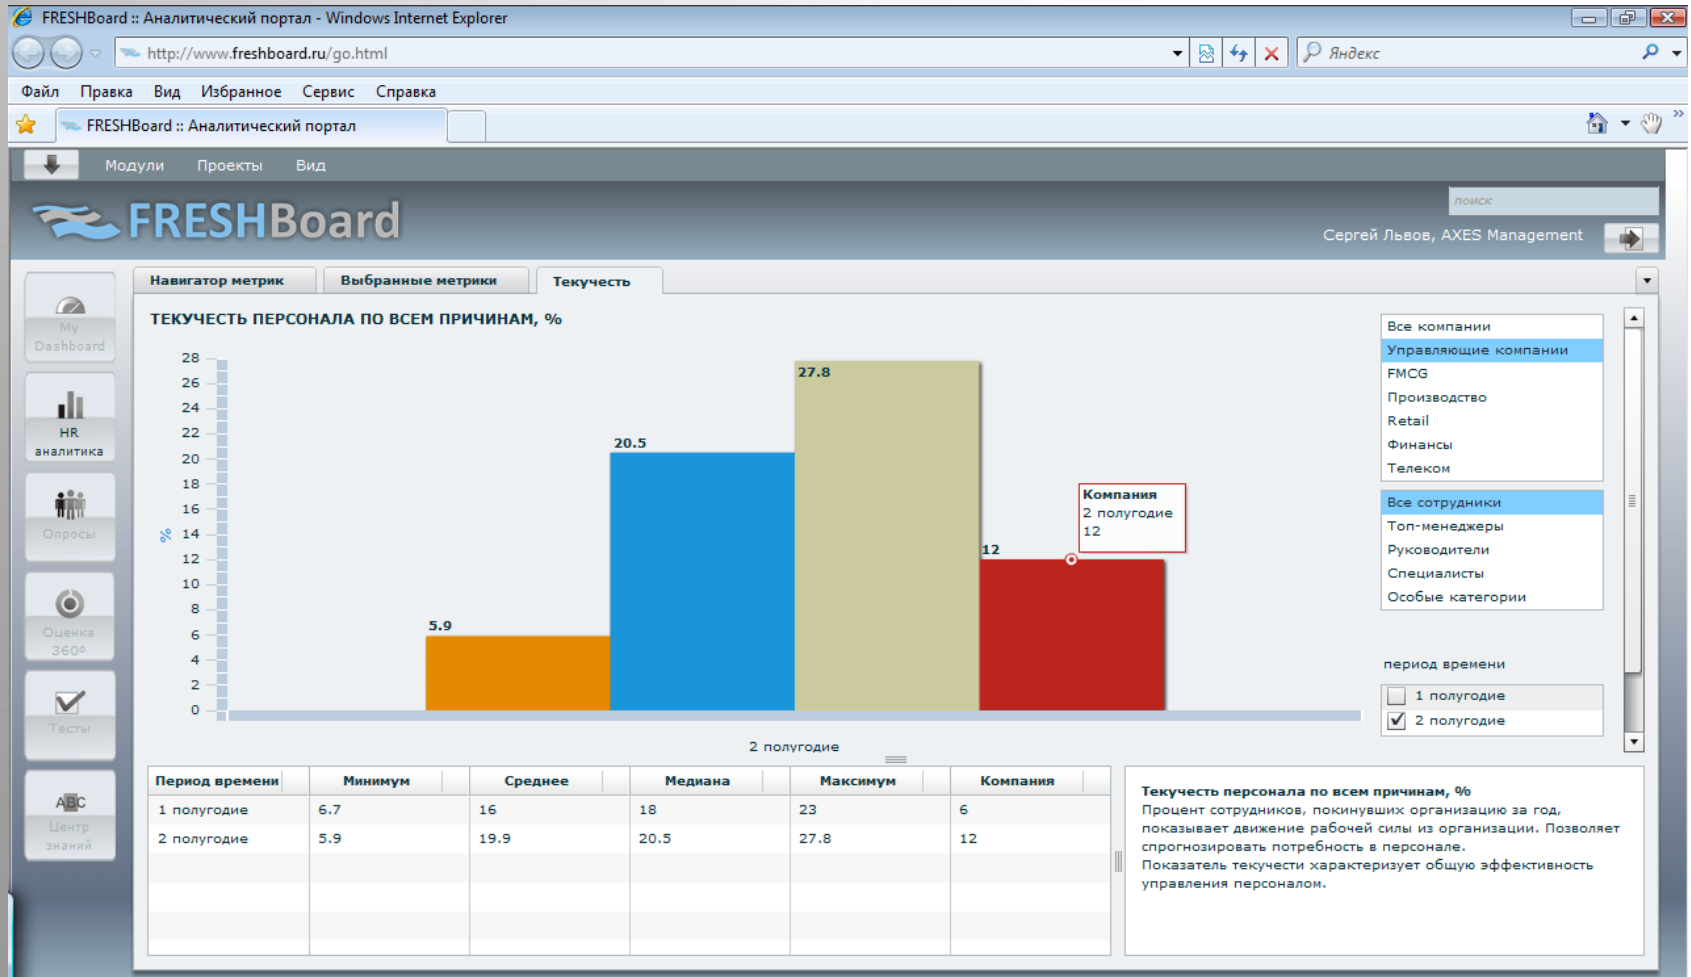 FRESHBoard :: Аналитический портал - Windows Internet Explorer
http://www.freshboard.ru/go.html
Яндекс
Файл Правка Вид Избранное Сервис Справка
FRESHBoard :: Аналитический портал
Модули Проекты Вид
FRESHBoard
поиск
Сергей Львов, AXES Management
My
Dashboard
HR
аналитика
Опросы
Оценка
360º
Тесты
ABC
Центр
знаний
Навигатор метрик Выбранные метрики Текучесть
ТЕКУЧЕСТЬ ПЕРСОНАЛА ПО ВСЕМ ПРИЧИНАМ, %
28
26
24
22
20
18
16
14
12
10
8
6
4
2
0
%
5.9
20.5
27.8
12
Компания
2 полугодие
12
2 полугодие
Все компании
Управляющие компании
FMCG
Производство
Retail
Финансы
Телеком
Все сотрудники
Топ-менеджеры
Руководители
Специалисты
Особые категории
период времени
1 полугодие
2 полугодие
Период времени Минимум Среднее Медиана Максимум Компания
1 полугодие 6.7 16 18 23 6
2 полугодие 5.9 19.9 20.5 27.8 12
Текучесть персонала по всем причинам, %
Процент сотрудников, покинувших организацию за год,
показывает движение рабочей силы из организации. Позволяет
спрогнозировать потребность в персонале.
Показатель текучести характеризует общую эффективность
управления персоналом.